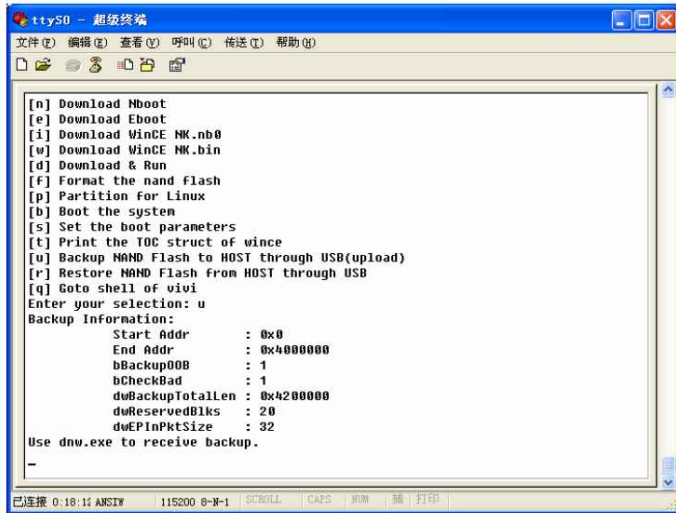 ttyS0 - 超级终端
文件(F) 编辑(E) 查看(V) 呼叫(C) 传送(T) 帮助(H)
[n] Download Nboot
[e] Download Eboot
[i] Download WinCE NK.nb0
[w] Download WinCE NK.bin
[d] Download & Run
[f] Format the nand flash
[p] Partition for Linux
[b] Boot the system
[s] Set the boot parameters
[t] Print the TOC struct of wince
[u] Backup NAND Flash to HOST through USB(upload)
[r] Restore NAND Flash from HOST through USB
[q] Goto shell of vivi
Enter your selection: u
Backup Information:
Start Addr : 0x0
End Addr : 0x4000000
bBackupOOB : 1
bCheckBad : 1
dwBackupTotalLen : 0x4200000
dwReservedBlks : 20
dwEPInPktSize : 32
Use dnw.exe to receive backup.
_
已连接 0:18:12 ANSIW 115200 8-N-1 SCROLL CAPS NUM 捕 打印